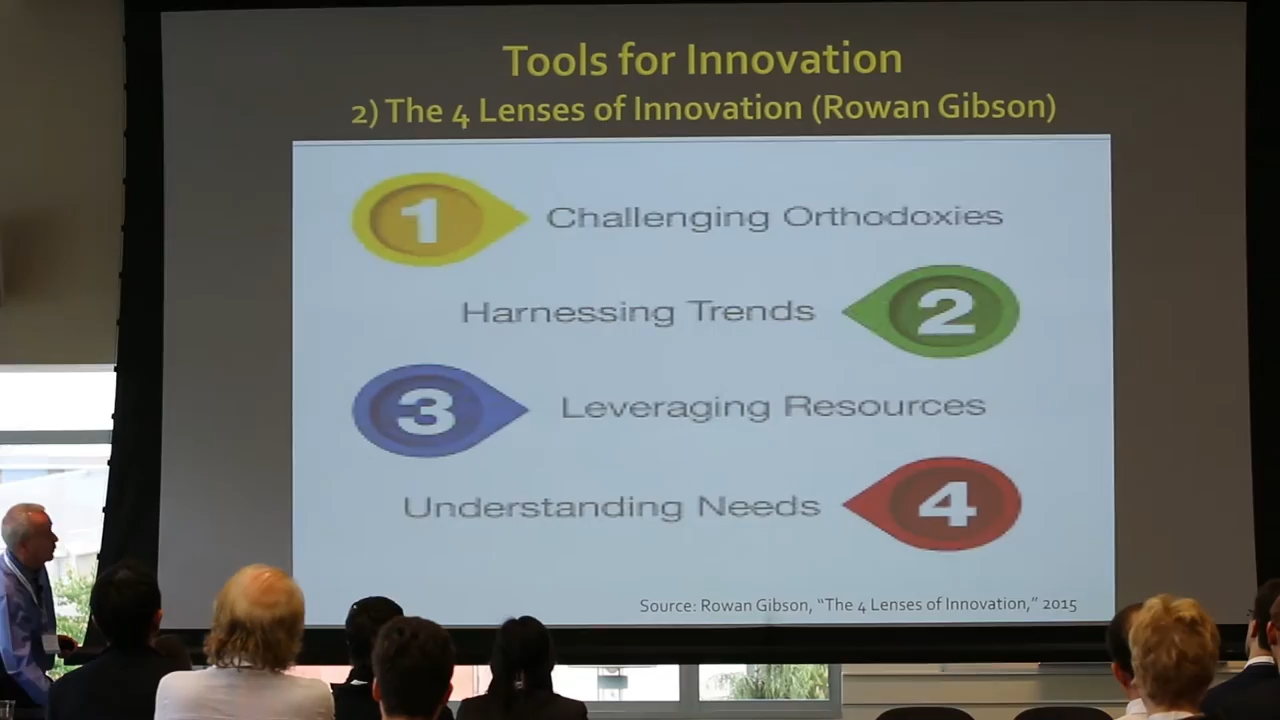 Tools for Innovation
2) The 4 Lenses of Innovation (Rowan Gibson)
1 Challenging Orthodoxies
Harnessing Trends 2
3 Leveraging Resources
Understanding Needs 4
Source: Rowan Gibson, “The 4 Lenses of Innovation,” 2015